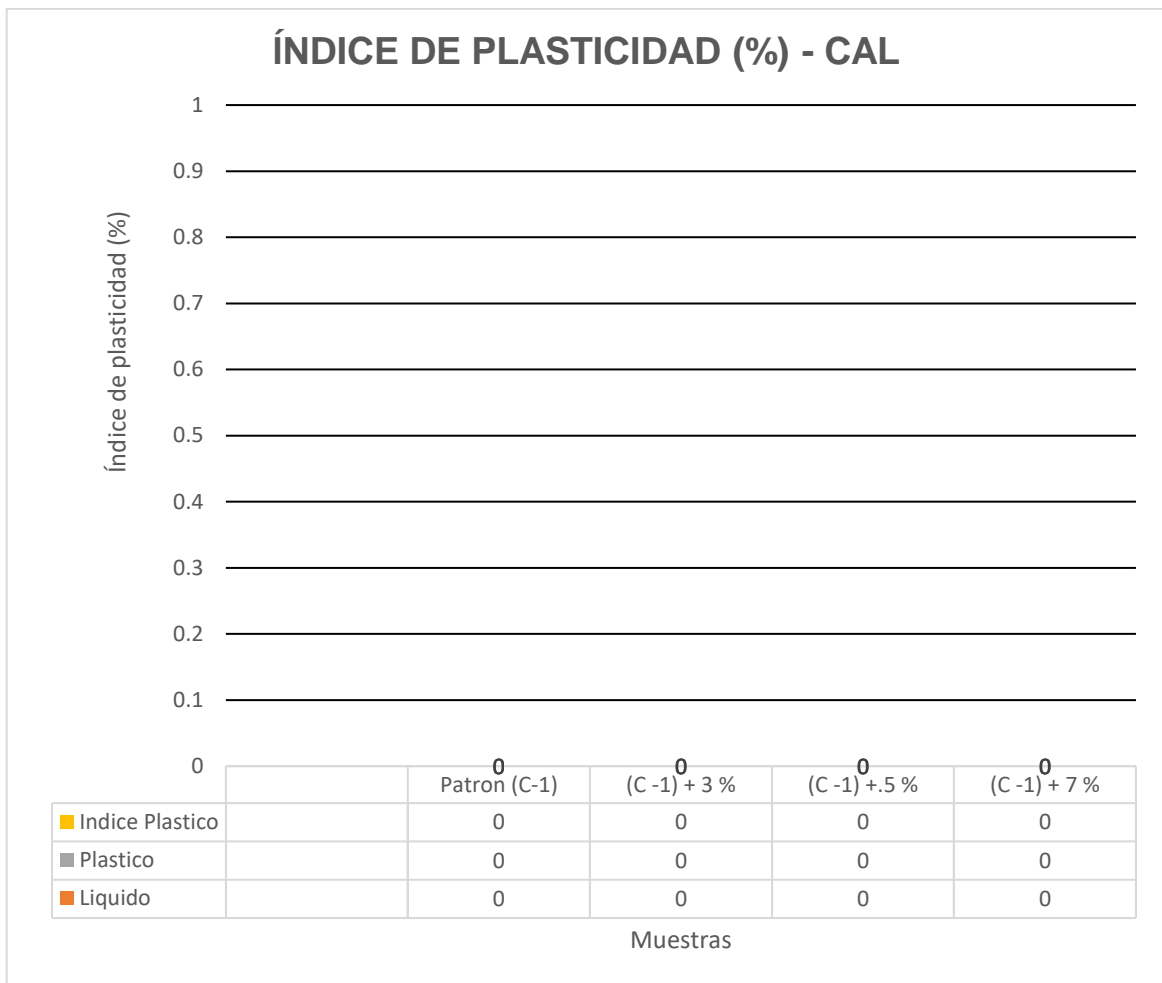 ÍNDICE DE PLASTICIDAD (%) - CAL
Índice de plasticidad (%)
1
0.9
0.8
0.7
0.6
0.5
0.4
0.3
0.2
0.1
0
0 0 0 0
Patron (C-1) (C -1) + 3 % (C -1) +.5 % (C -1) + 7 %
Indice Plastico 0 0 0 0
Plastico 0 0 0 0
Liquido 0 0 0 0
Muestras